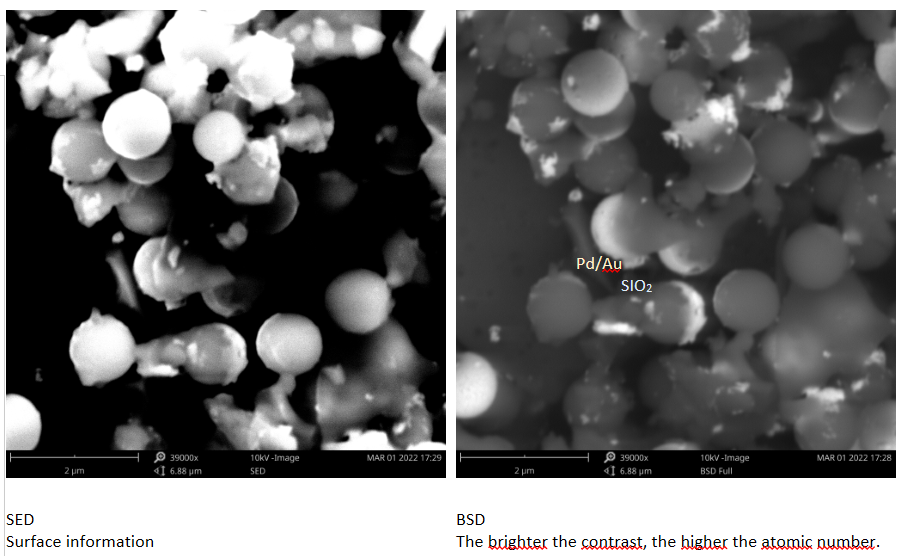 Pd/Au
SIO₂
2 µm
39000x
6.88 µm
10kV -Image
SED
MAR 01 2022 17:29
2 µm
39000x
6.88 µm
10kV -Image
BSD Full
MAR 01 2022 17:28
SED
Surface information
BSD
The brighter the contrast, the higher the atomic number.